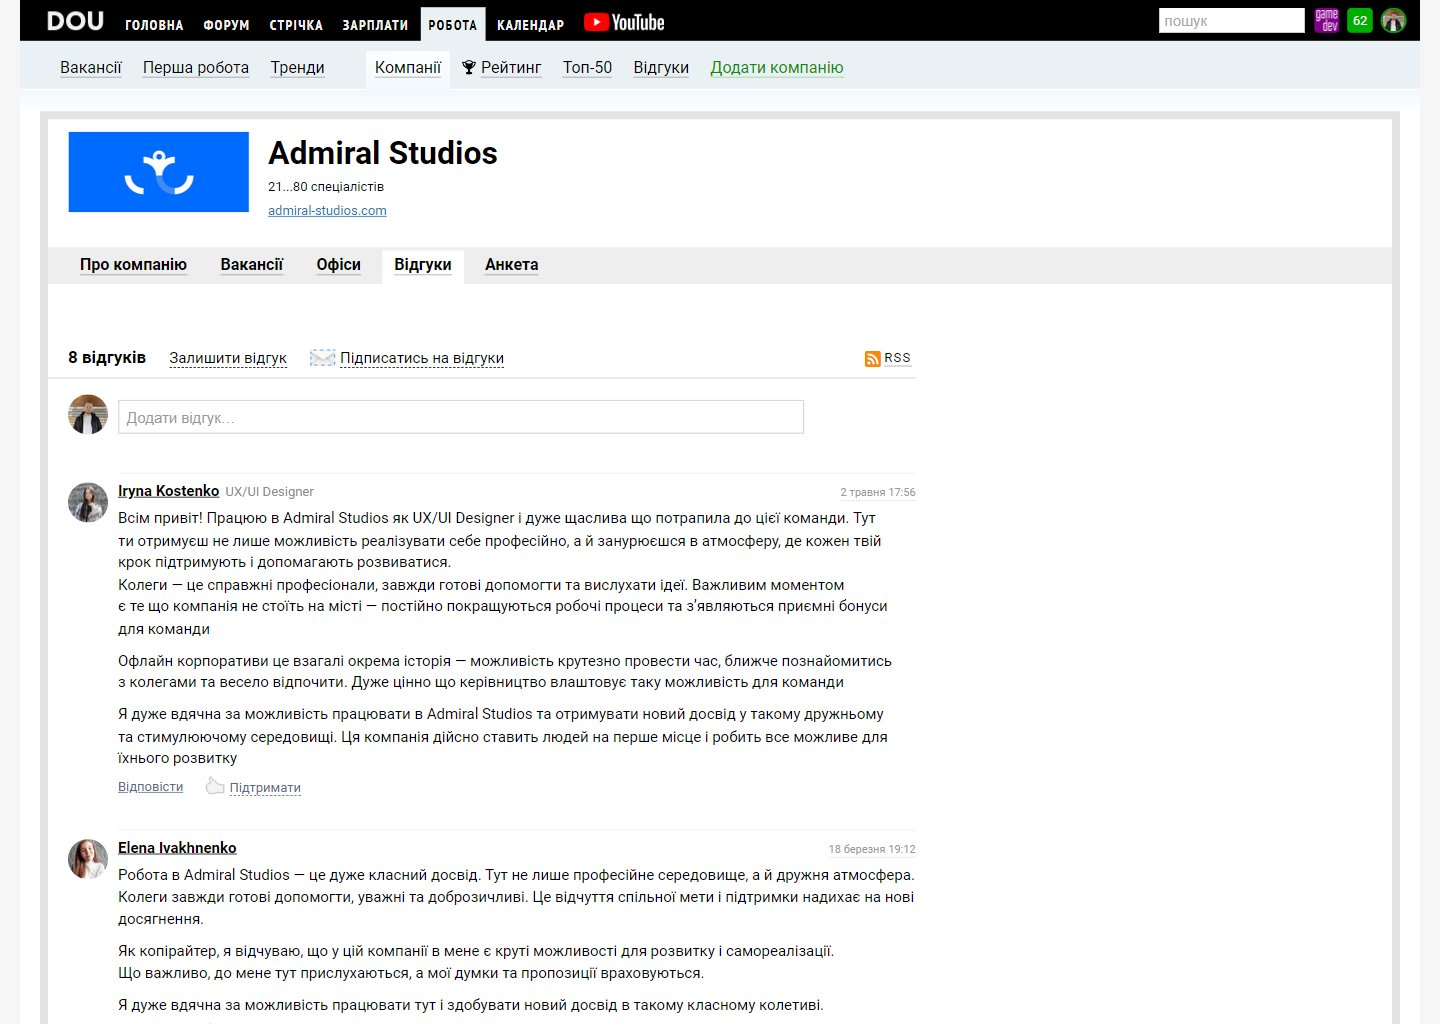 DOU ГОЛОВНА ФОРУМ СТРІЧКА ЗАРПЛАТИ РОБОТА КАЛЕНДАР YouTube пошук game dev 62
Вакансії Перша робота Тренди Компанії Рейтинг Топ-50 Відгуки Додати компанію
Admiral Studios
21...80 спеціалістів
admiral-studios.com
Про компанію Вакансії Офіси Відгуки Анкета
8 відгуків Залишити відгук Підписатись на відгуки RSS
Додати відгук…
Iryna Kostenko UX/UI Designer 2 травня 17:56
Всім привіт! Працюю в Admiral Studios як UX/UI Designer і дуже щаслива що потрапила до цієї команди. Тут
ти отримуєш не лише можливість реалізувати себе професійно, а й занурюєшся в атмосферу, де кожен твій
крок підтримують і допомагають розвиватися.
Колеги — це справжні професіонали, завжди готові допомогти та вислухати ідеї. Важливим моментом
є те що компанія не стоїть на місті — постійно покращуються робочі процеси та з’являються приємні бонуси
для команди
Офлайн корпоративи це взагалі окрема історія — можливість крутезно провести час, ближче познайомитись
з колегами та весело відпочити. Дуже цінно що керівництво влаштовує таку можливість для команди
Я дуже вдячна за можливість працювати в Admiral Studios та отримувати новий досвід у такому дружньому
та стимулюючому середовищі. Ця компанія дійсно ставить людей на перше місце і робить все можливе для
їхнього розвитку
Відповісти Підтримати
Elena Ivakhnenko 18 березня 19:12
Робота в Admiral Studios — це дуже класний досвід. Тут не лише професійне середовище, а й дружня атмосфера.
Колеги завжди готові допомогти, уважні та доброзичливі. Це відчуття спільної мети і підтримки надихає на нові
досягнення.
Як копірайтер, я відчуваю, що у цій компанії в мене є круті можливості для розвитку і самореалізації.
Що важливо, до мене тут прислухаються, а мої думки та пропозиції враховуються.
Я дуже вдячна за можливість працювати тут і здобувати новий досвід в такому класному колетиві.